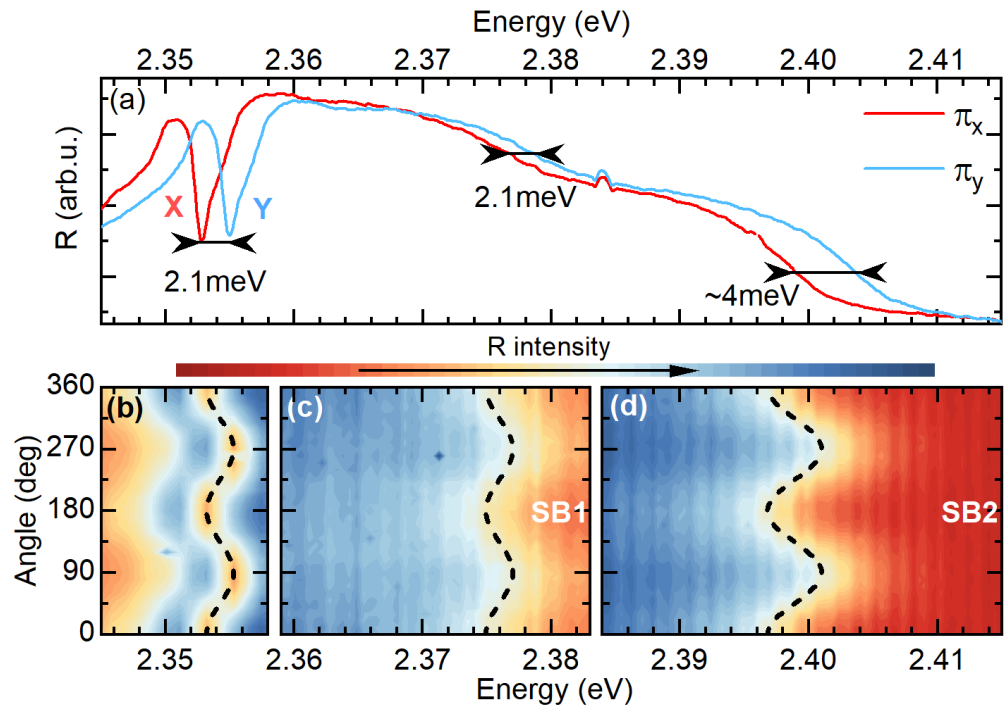 Energy (eV)
2.35 2.36 2.37 2.38 2.39 2.40 2.41
(a)
R (arb.u.)
π_x
π_y
X Y
2.1meV
2.1meV
~4meV
R intensity
(b) (c) (d)
360
270
180
90
0
Angle (deg)
SB1
SB2
2.35 2.36 2.37 2.38 2.39 2.40 2.41
Energy (eV)